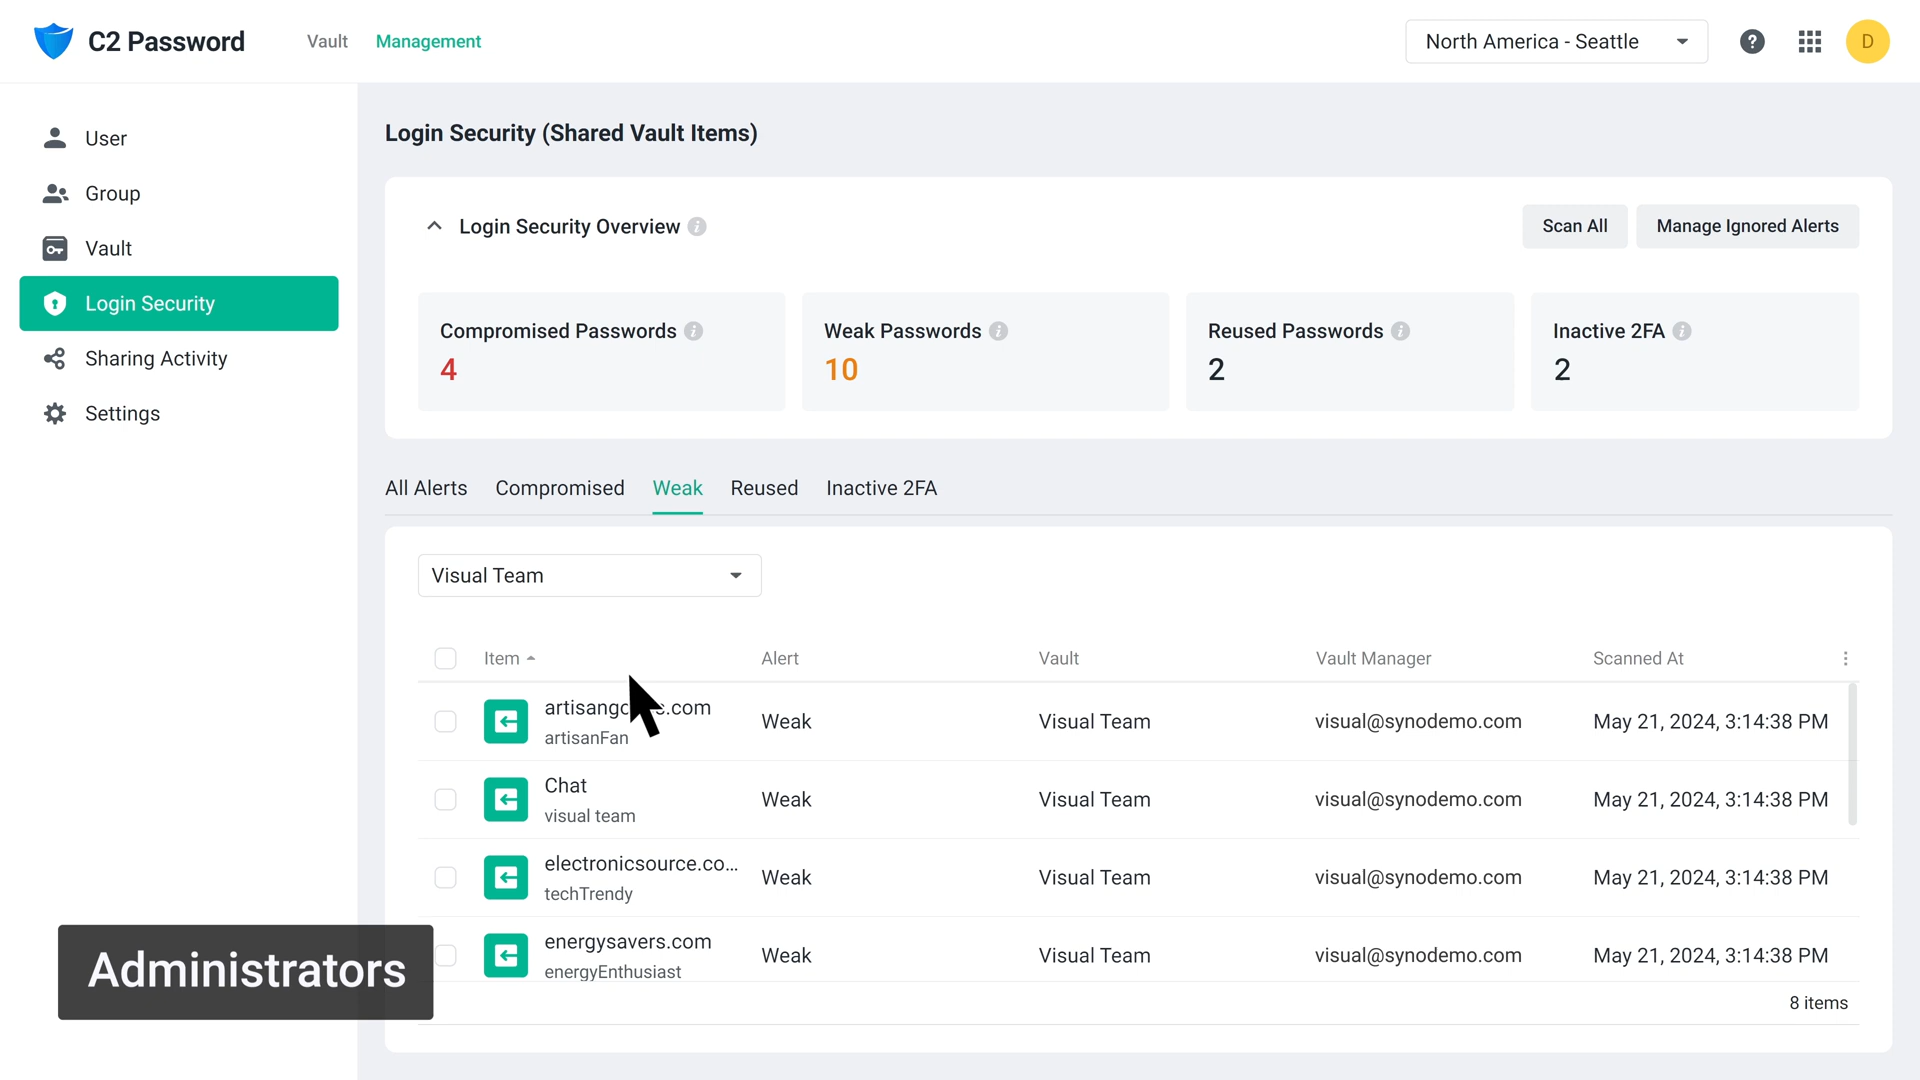 C2 Password
Vault
Management
North America - Seattle
?
D
User
Group
Vault
Login Security
Sharing Activity
Settings
Login Security (Shared Vault Items)
Login Security Overview i
Scan All
Manage Ignored Alerts
Compromised Passwords i
4
Weak Passwords i
10
Reused Passwords i
2
Inactive 2FA i
2
All Alerts
Compromised
Weak
Reused
Inactive 2FA
Visual Team
Item
Alert
Vault
Vault Manager
Scanned At
artisanFan
Weak
Visual Team
visual@synodemo.com
May 21, 2024, 3:14:38 PM
Chat
visual team
Weak
Visual Team
visual@synodemo.com
May 21, 2024, 3:14:38 PM
electronicsource.co...
techTrendy
Weak
Visual Team
visual@synodemo.com
May 21, 2024, 3:14:38 PM
energysavers.com
energyEnthusiast
Weak
Visual Team
visual@synodemo.com
May 21, 2024, 3:14:38 PM
8 items
Administrators